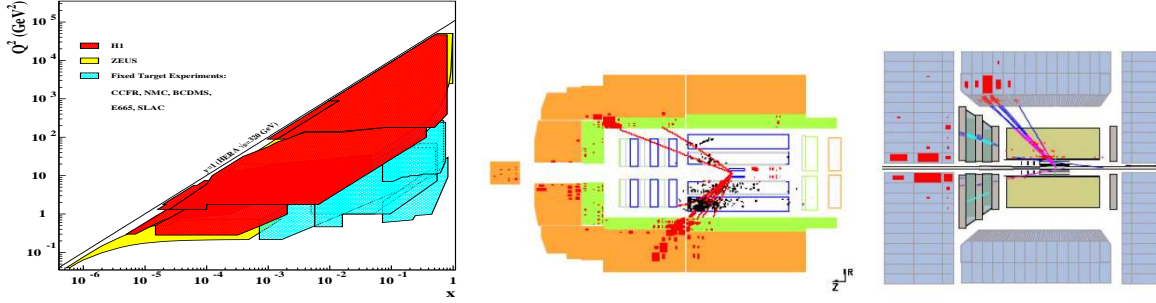 Q² (GeV²)
10⁵
10⁴
10³
10²
10
1
10⁻¹
H1
ZEUS
Fixed Target Experiments:
CCFR, NMC, BCDMS,
E665, SLAC
y=1 (HERA √s=320 GeV)
10⁻⁶ 10⁻⁵ 10⁻⁴ 10⁻³ 10⁻² 10⁻¹ 1
x
R
Z